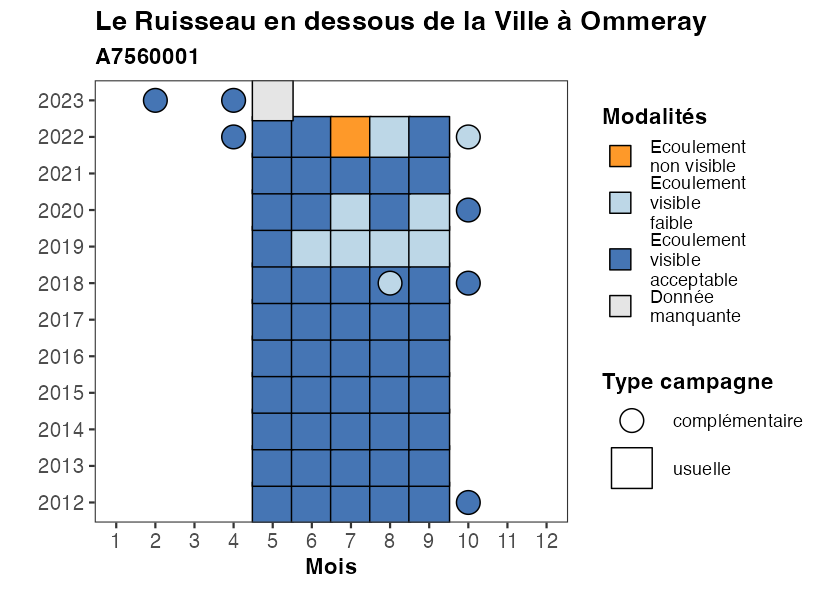 Le Ruisseau en dessous de la Ville à Ommeray
A7560001
2023
2022
2021
2020
2019
2018
2017
2016
2015
2014
2013
2012
1 2 3 4 5 6 7 8 9 10 11 12
Mois
Modalités
Ecoulement
non visible
Ecoulement
visible
faible
Ecoulement
visible
acceptable
Donnée
manquante
Type campagne
complémentaire
usuelle